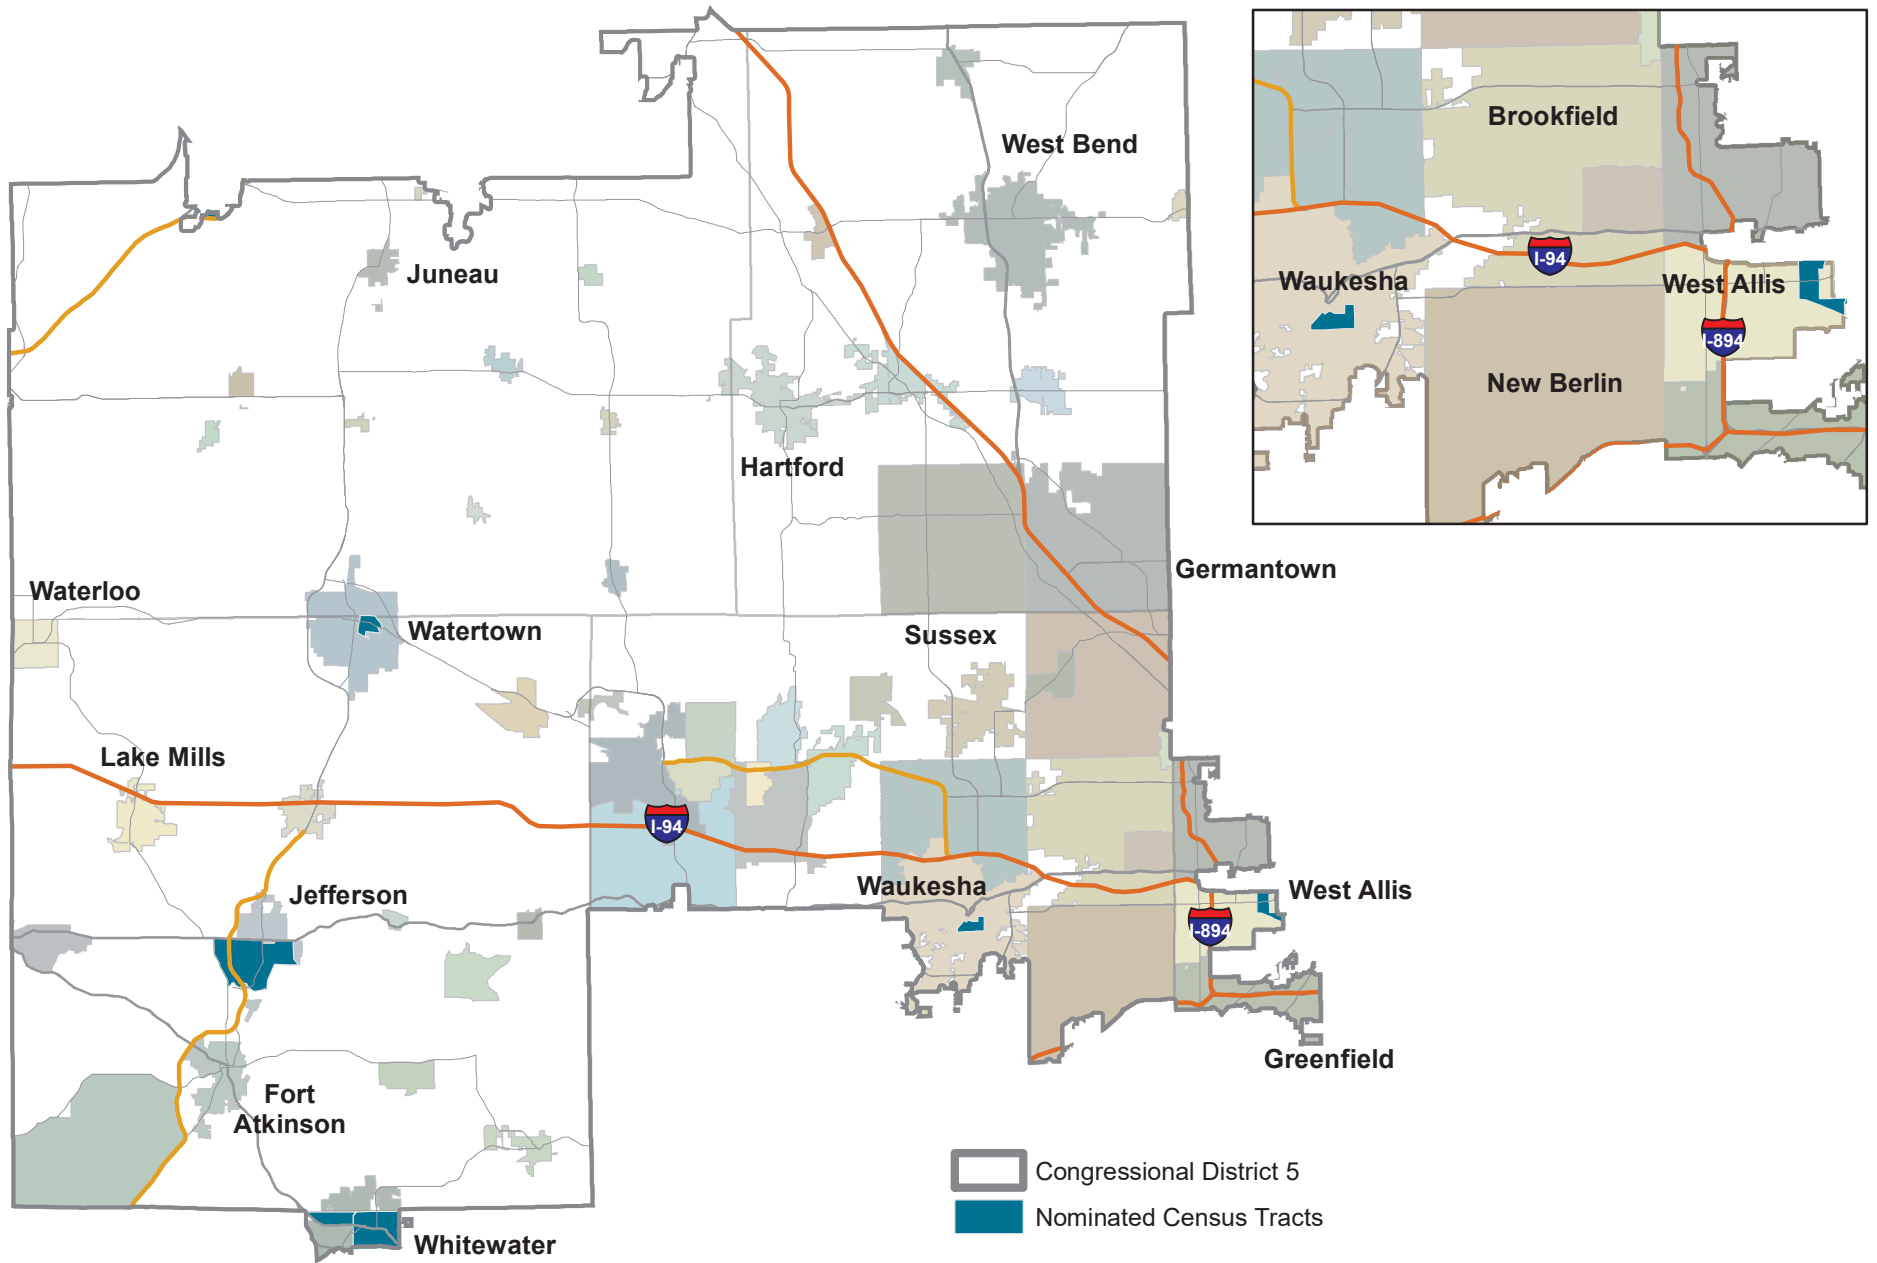 West Bend
Juneau
Hartford
Germantown
Waterloo
Watertown
Sussex
Lake Mills
I-94
Jefferson
Waukesha
West Allis
I-894
Greenfield
Fort
Atkinson
Whitewater
Brookfield
I-94
Waukesha
West Allis
I-894
New Berlin
Congressional District 5
Nominated Census Tracts